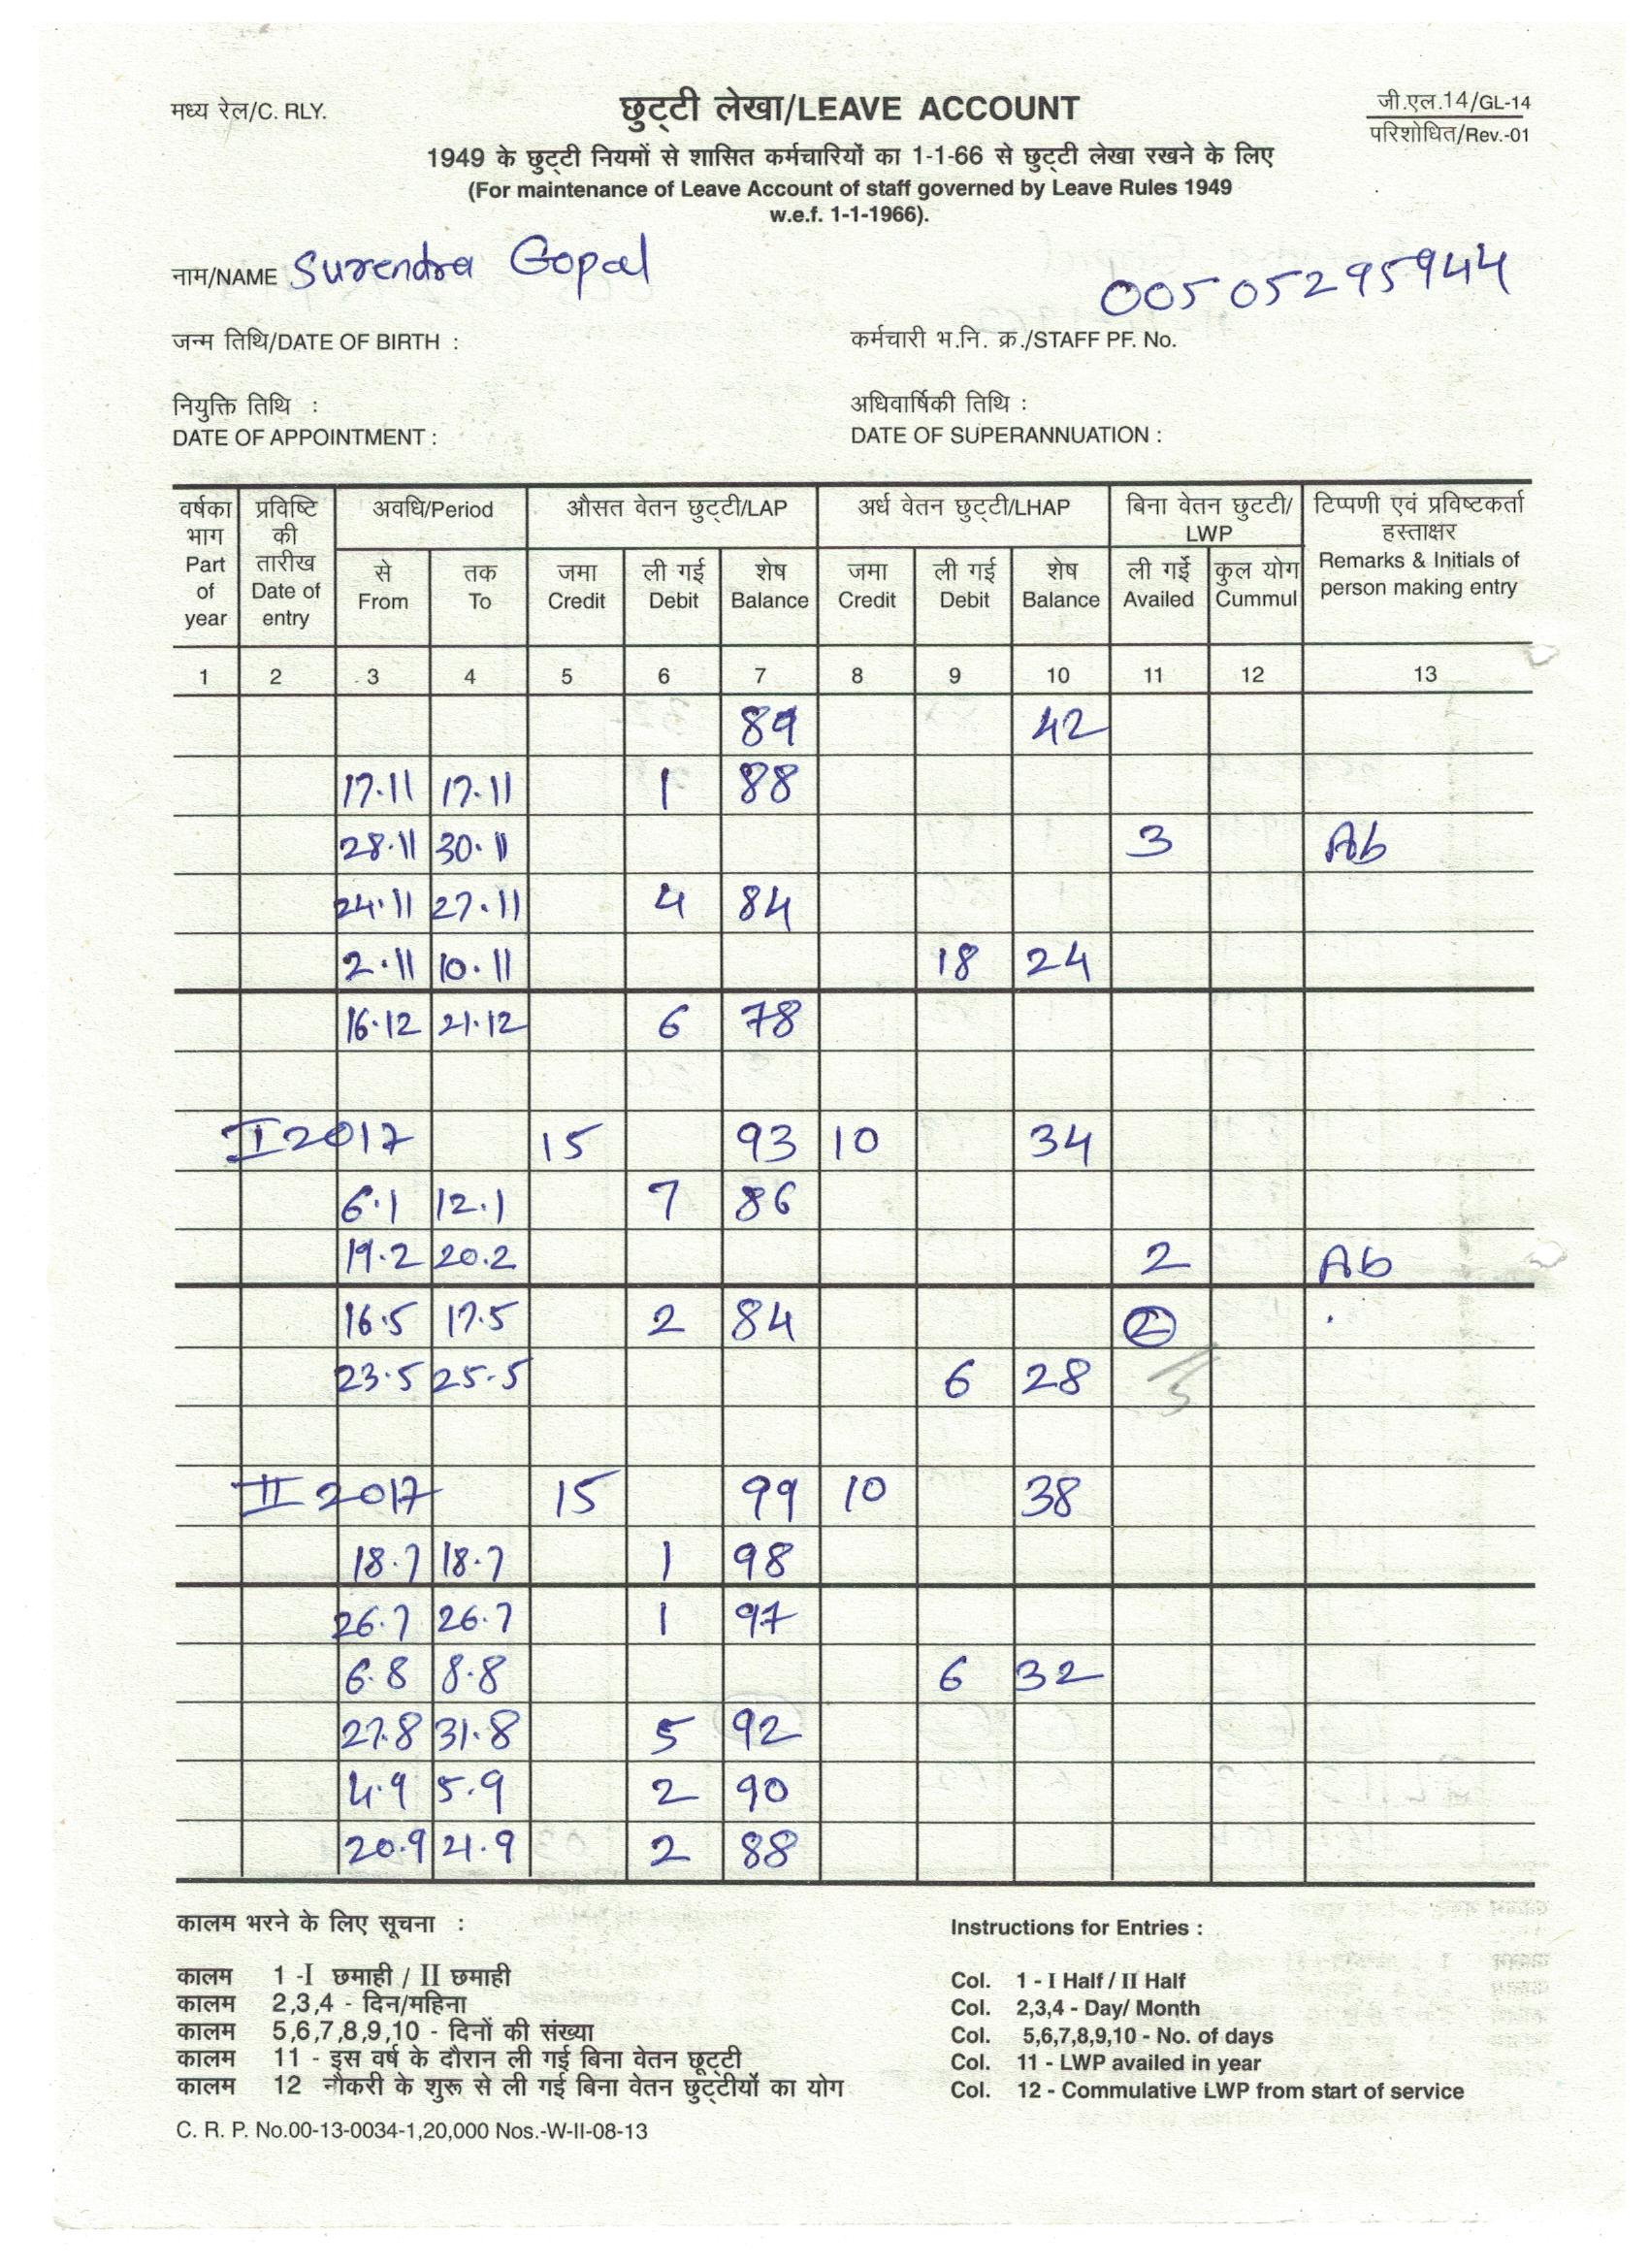 मध्य रेल/C. RLY.
छुट्टी लेखा/LEAVE ACCOUNT
जी.एल.14/GL-14
परिशोधित/Rev.-01
1949 के छुट्टी नियमों से शासित कर्मचारियों का 1-1-66 से छुट्टी लेखा रखने के लिए
(For maintenance of Leave Account of staff governed by Leave Rules 1949
w.e.f. 1-1-1966).
नाम/NAME Surendra Gopal
00505295944
जन्म तिथि/DATE OF BIRTH :
कर्मचारी भ.नि. क्र./STAFF PF. No.
नियुक्ति तिथि :
DATE OF APPOINTMENT :
अधिवार्षिकी तिथि :
DATE OF SUPERANNUATION :
वर्षका भाग Part of year
प्रविष्टि की तारीख Date of entry
अवधि/Period
से From
तक To
औसत वेतन छुट्टी/LAP
जमा Credit
ली गई Debit
शेष Balance
अर्ध वेतन छुट्टी/LHAP
जमा Credit
ली गई Debit
शेष Balance
बिना वेतन छुटटी/ LWP
ली गईे Availed
कुल योग Cummul
टिप्पणी एवं प्रविष्टकर्ता हस्ताक्षर Remarks & Initials of person making entry
1 2 3 4 5 6 7 8 9 10 11 12 13
89 42
17.11 17.11 1 88
28.11 30.11 3 Ab
24.11 27.11 4 84
2.11 10.11 18 24
16.12 21.12 6 78
I 2017 15 93 10 34
6.1 12.1 7 86
19.2 20.2 2 Ab
16.5 17.5 2 84 2
23.5 25.5 6 28
II 2017 15 99 10 38
18.7 18.7 1 98
26.7 26.7 1 97
6.8 8.8 6 32
27.8 31.8 5 92
4.9 5.9 2 90
20.9 21.9 2 88
कालम भरने के लिए सूचना :
कालम 1 -I छमाही / II छमाही
कालम 2,3,4 - दिन/महिना
कालम 5,6,7,8,9,10 - दिनों की संख्या
कालम 11 - इस वर्ष के दौरान ली गई बिना वेतन छूट्टी
कालम 12 नौकरी के शुरू से ली गई बिना वेतन छुट्टीयों का योग
Instructions for Entries :
Col. 1 - I Half / II Half
Col. 2,3,4 - Day/ Month
Col. 5,6,7,8,9,10 - No. of days
Col. 11 - LWP availed in year
Col. 12 - Commulative LWP from start of service
C. R. P. No.00-13-0034-1,20,000 Nos.-W-II-08-13